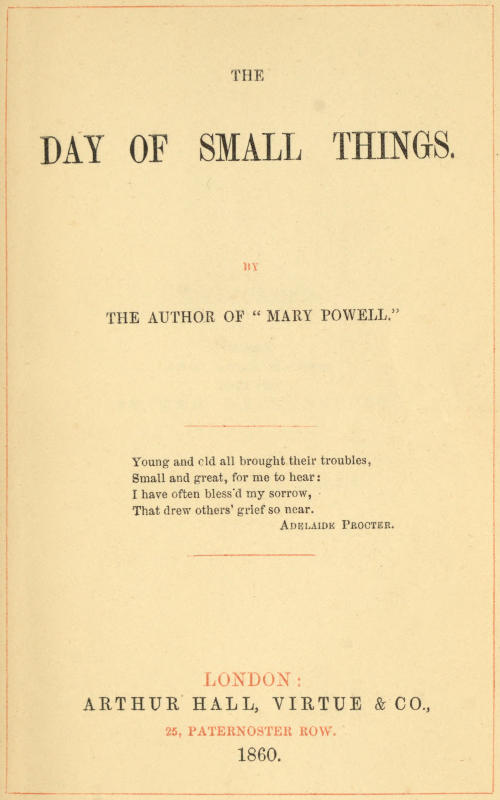 THE
DAY OF SMALL THINGS.
BY
THE AUTHOR OF “ MARY POWELL.”
Young and old all brought their troubles,
Small and great, for me to hear:
I have often bless'd my sorrow,
That drew others' grief so near.
ADELAIDE PROCTER.
LONDON:
ARTHUR HALL, VIRTUE & CO.,
25, PATERNOSTER ROW.
1860.